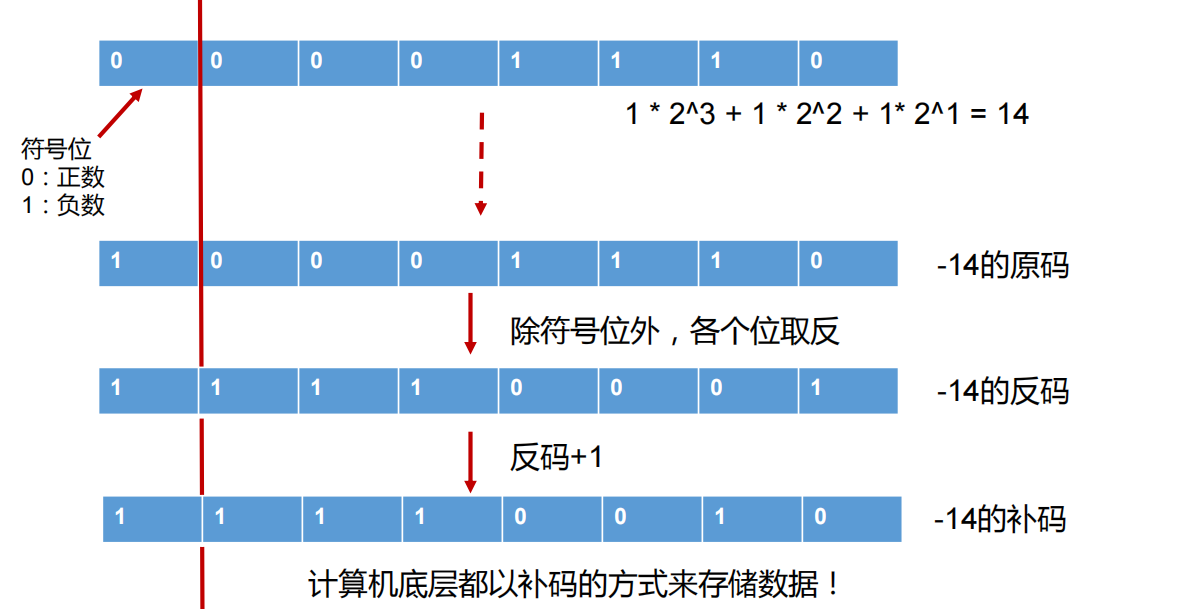 0 0 0 0 1 1 1 0
1 * 2^3 + 1 * 2^2 + 1* 2^1 = 14
符号位
0：正数
1：负数
1 0 0 0 1 1 1 0 -14的原码
除符号位外，各个位取反
1 1 1 1 0 0 0 1 -14的反码
反码+1
1 1 1 1 0 0 1 0 -14的补码
计算机底层都以补码的方式来存储数据！